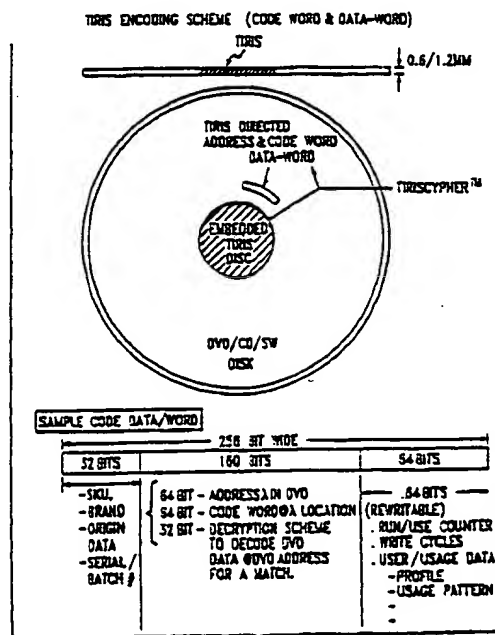 TIRIS ENCODING SCHEME (CODE WORD & DATA-WORD)
TIRIS
0.6/1.2MM
TIRIS DIRECTED
ADDRESS & CODE WORD
DATA-WORD
TIRISCYPHER™
EMBEDDED
TIRIS
DISC
DVD/CD/SW
DISK
SAMPLE CODE DATA/WORD
256 BIT WIDE
32 BITS
160 BITS
64 BITS
-SKU,
-BRAND
-ORIGIN
DATA
-SERIAL/
BATCH #
64 BIT - ADDRESS λ IN DVD
64 BIT - CODE WORD @ λ LOCATION
32 BIT - DECRYPTION SCHEME
TO DECODE DVD
DATA @ DVD ADDRESS
FOR A MATCH.
.64 BITS
(REWRITABLE)
. RUN/USE COUNTER
. WRITE CYCLES
. USER/USAGE DATA
-PROFILE
-USAGE PATTERN
-
-